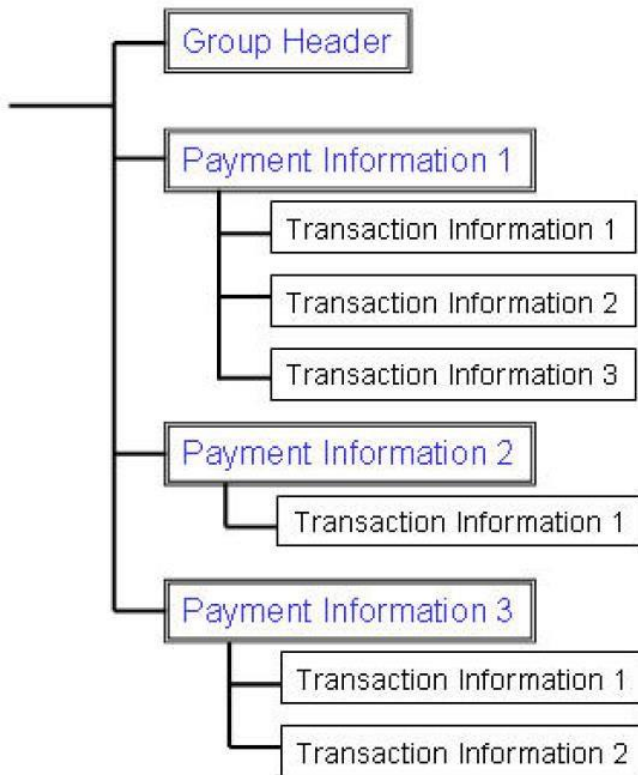 Group Header
Payment Information 1
Transaction Information 1
Transaction Information 2
Transaction Information 3
Payment Information 2
Transaction Information 1
Payment Information 3
Transaction Information 1
Transaction Information 2